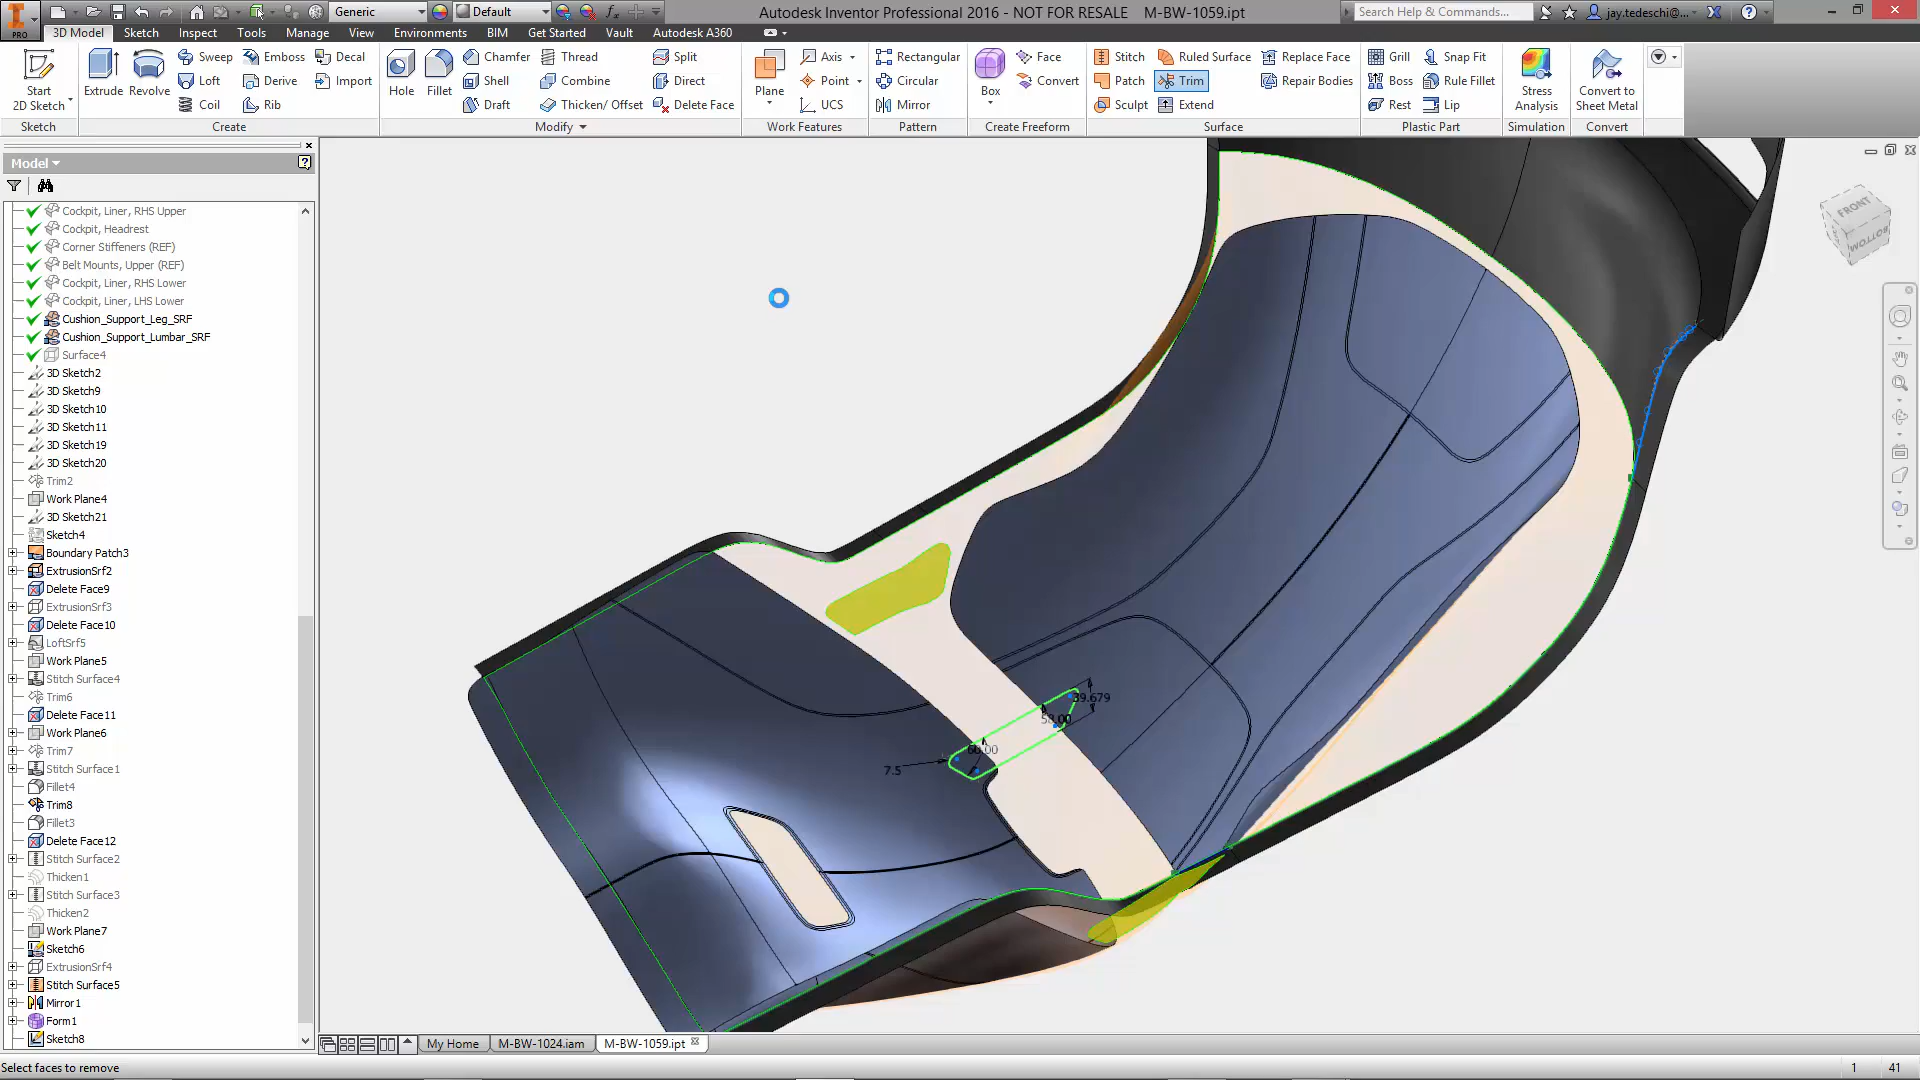 Generic
Default
Autodesk Inventor Professional 2016 - NOT FOR RESALE M-BW-1059.ipt
Search Help & Commands...
jay.tedeschi@...
PRO
3D Model
Sketch
Inspect
Tools
Manage
View
Environments
BIM
Get Started
Vault
Autodesk A360
Start
2D Sketch
Extrude
Revolve
Sweep
Loft
Coil
Emboss
Derive
Rib
Decal
Import
Hole
Fillet
Chamfer
Shell
Draft
Thread
Combine
Thicken/ Offset
Split
Direct
Delete Face
Plane
Axis
Point
UCS
Rectangular
Circular
Mirror
Box
Face
Convert
Stitch
Patch
Sculpt
Ruled Surface
Trim
Extend
Replace Face
Repair Bodies
Grill
Boss
Rest
Snap Fit
Rule Fillet
Lip
Stress
Analysis
Convert to
Sheet Metal
Sketch
Create
Modify
Work Features
Pattern
Create Freeform
Surface
Plastic Part
Simulation
Convert
Model
Cockpit, Liner, RHS Upper
Cockpit, Headrest
Corner Stiffeners (REF)
Belt Mounts, Upper (REF)
Cockpit, Liner, RHS Lower
Cockpit, Liner, LHS Lower
Cushion_Support_Leg_SRF
Cushion_Support_Lumbar_SRF
Surface4
3D Sketch2
3D Sketch9
3D Sketch10
3D Sketch11
3D Sketch19
3D Sketch20
Trim2
Work Plane4
3D Sketch21
Sketch4
Boundary Patch3
ExtrusionSrf2
Delete Face9
ExtrusionSrf3
Delete Face10
LoftSrf5
Work Plane5
Stitch Surface4
Trim6
Delete Face11
Work Plane6
Trim7
Stitch Surface1
Fillet4
Trim8
Fillet3
Delete Face12
Stitch Surface2
Thicken1
Stitch Surface3
Thicken2
Work Plane7
Sketch6
ExtrusionSrf4
Stitch Surface5
Mirror1
Form1
Sketch8
FRONT
BOTTOM
39.679
60.00
7.5
My Home
M-BW-1024.iam
M-BW-1059.ipt
Select faces to remove
1
41